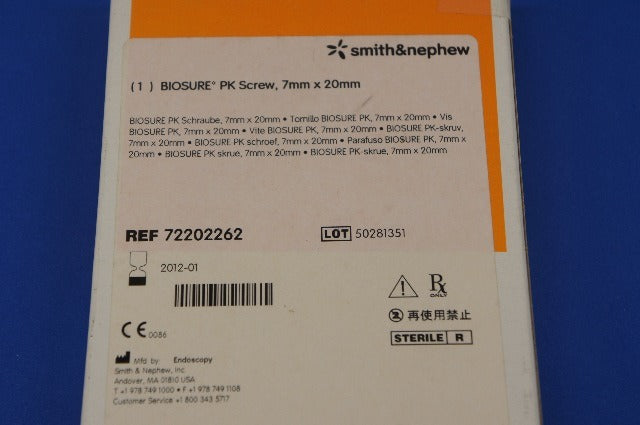 smith&nephew
(1) BIOSURE° PK Screw, 7mm x 20mm
BIOSURE PK Schraube, 7mm x 20mm • Tornillo BIOSURE PK, 7mm x 20mm • Vis
BIOSURE PK, 7mm x 20mm • Vite BIOSURE PK, 7mm x 20mm • BIOSURE PK-skruv,
7mm x 20mm • BIOSURE PK schroef, 7mm x 20mm • Parafuso BIOSURE PK, 7mm x
20mm • BIOSURE PK skrue, 7mm x 20mm • BIOSURE PK-skrue, 7mm x 20mm
REF 72202262
LOT 50281351
2012-01
Rx
ONLY
再使用禁止
STERILE R
CE 0086
Mfd. by: Endoscopy
Smith & Nephew, Inc.
Andover, MA 01810 USA
T +1 978 749 1000 • F +1 978 749 1108
Customer Service +1 800 343 5717